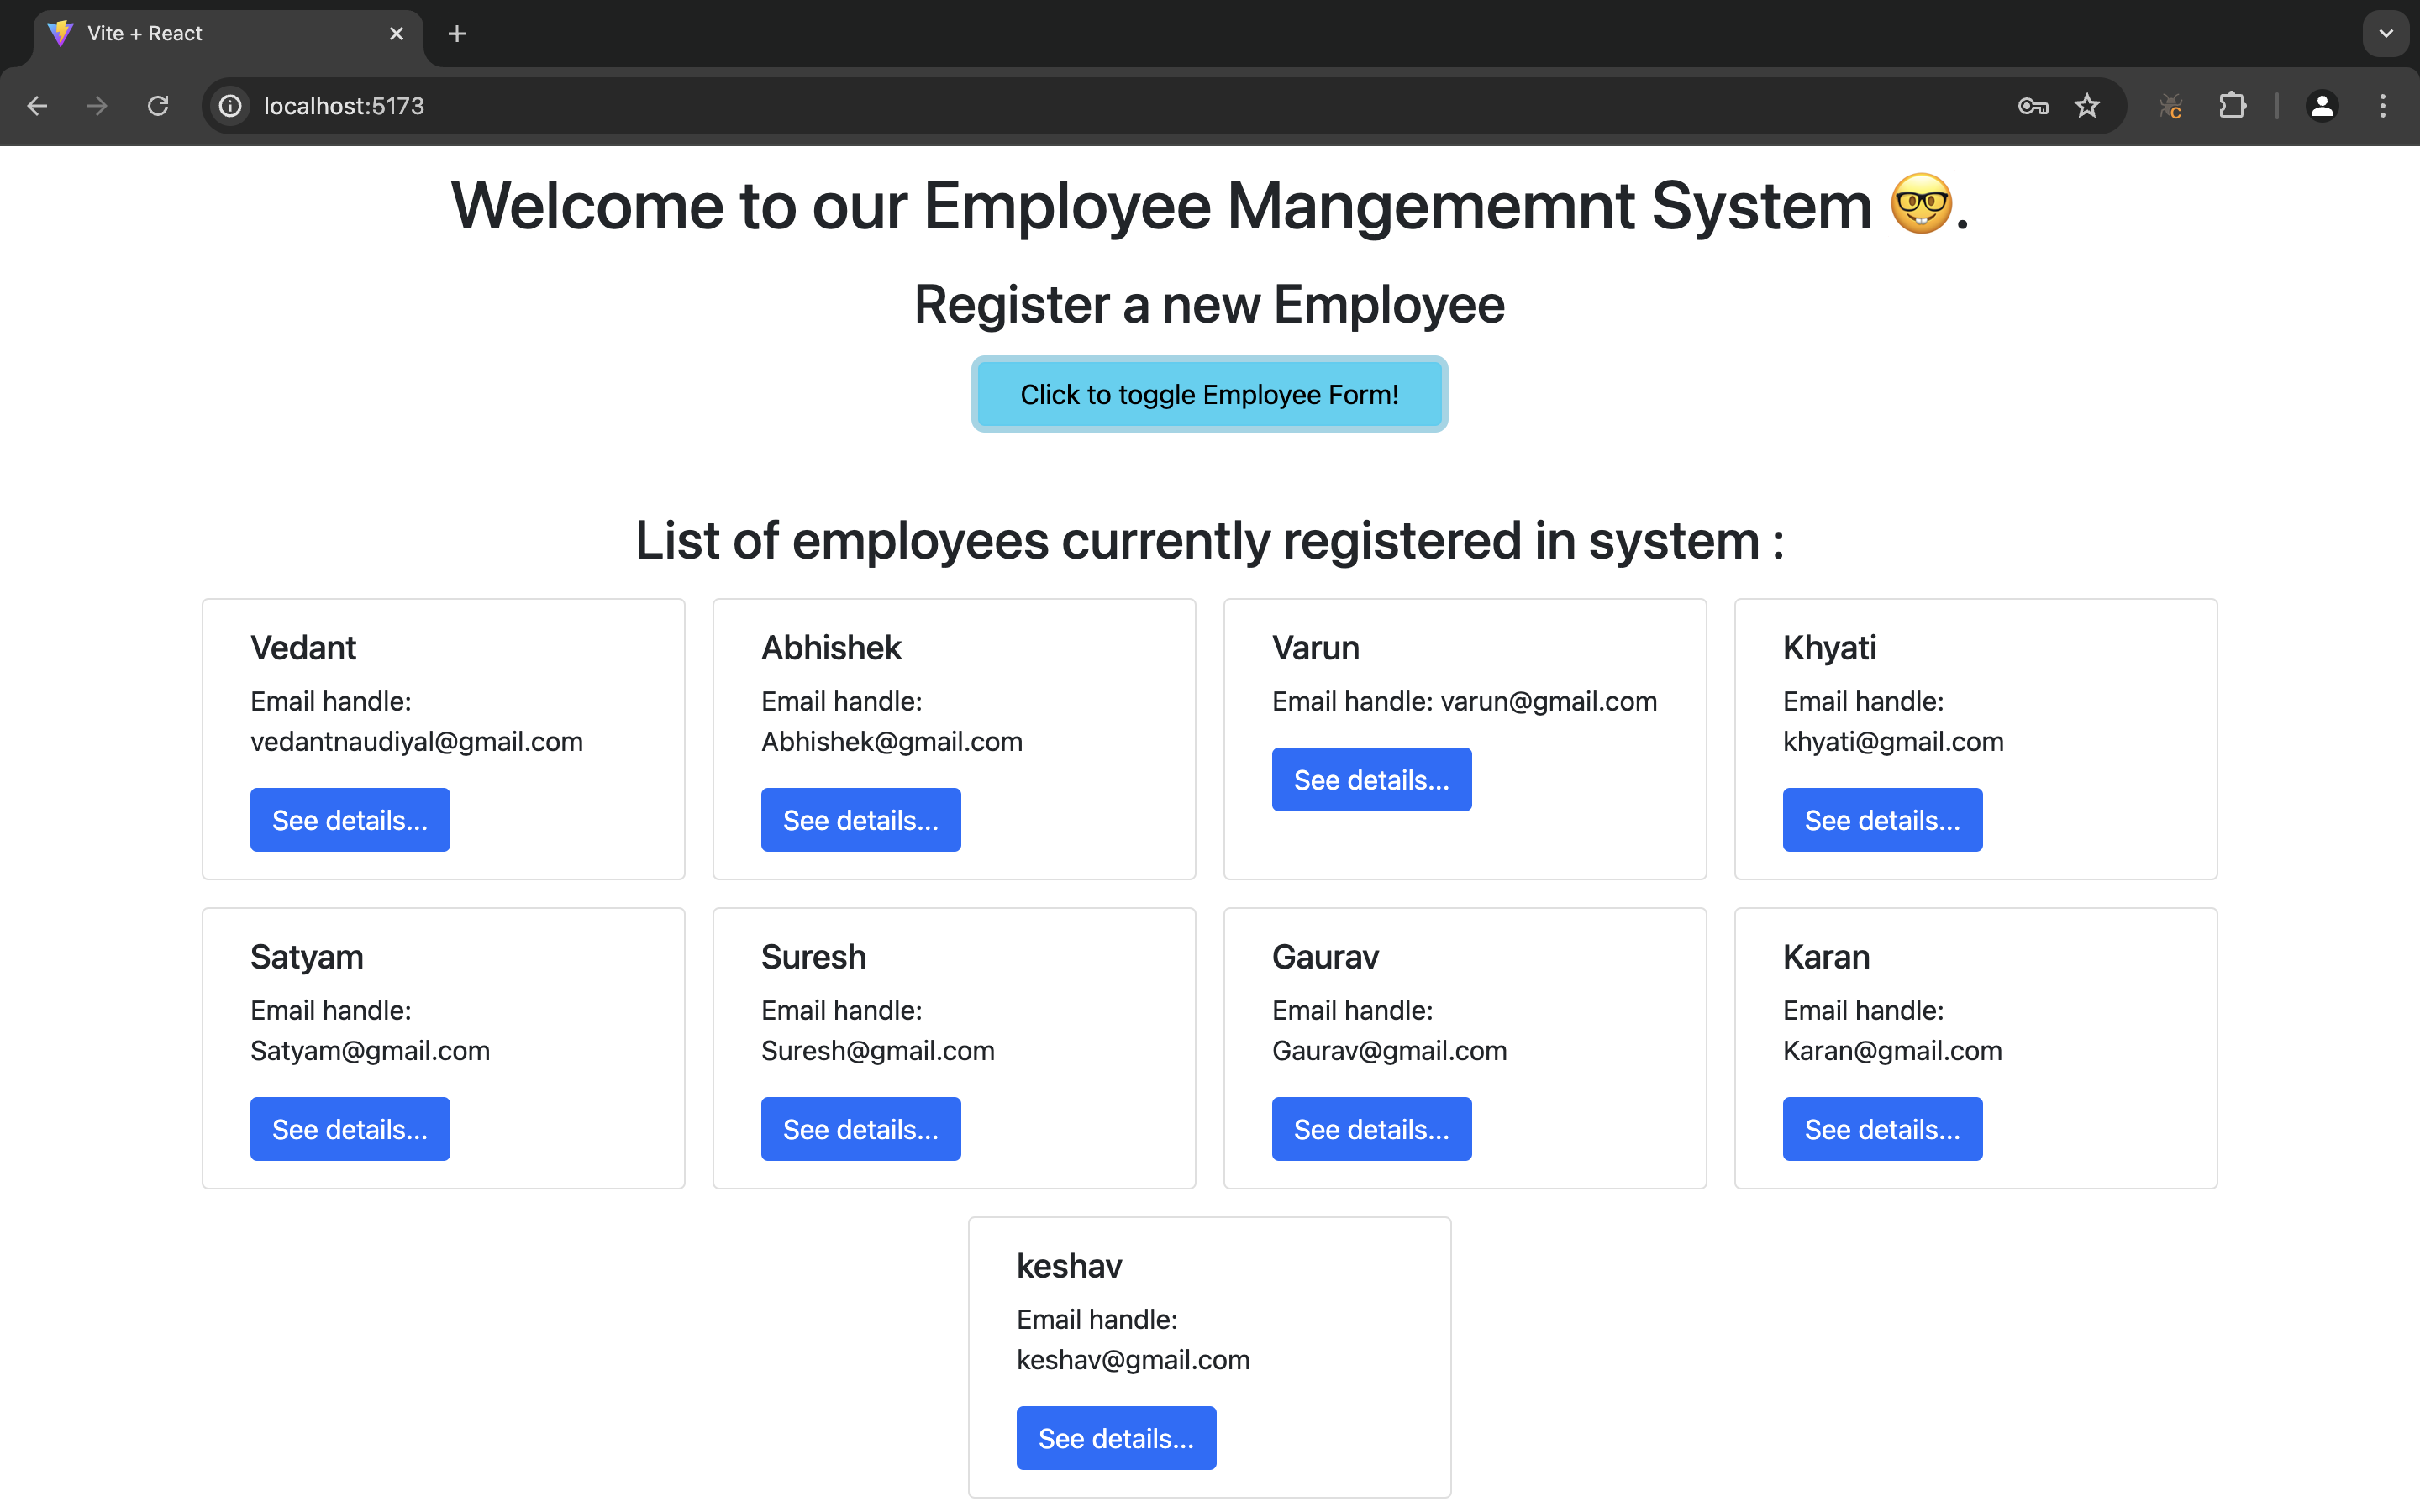 Vite + React
localhost:5173
Welcome to our Employee Mangememnt System 🤓.
Register a new Employee
Click to toggle Employee Form!
List of employees currently registered in system :
Vedant
Email handle:
vedantnaudiyal@gmail.com
See details...
Abhishek
Email handle:
Abhishek@gmail.com
See details...
Varun
Email handle: varun@gmail.com
See details...
Khyati
Email handle:
khyati@gmail.com
See details...
Satyam
Email handle:
Satyam@gmail.com
See details...
Suresh
Email handle:
Suresh@gmail.com
See details...
Gaurav
Email handle:
Gaurav@gmail.com
See details...
Karan
Email handle:
Karan@gmail.com
See details...
keshav
Email handle:
keshav@gmail.com
See details...